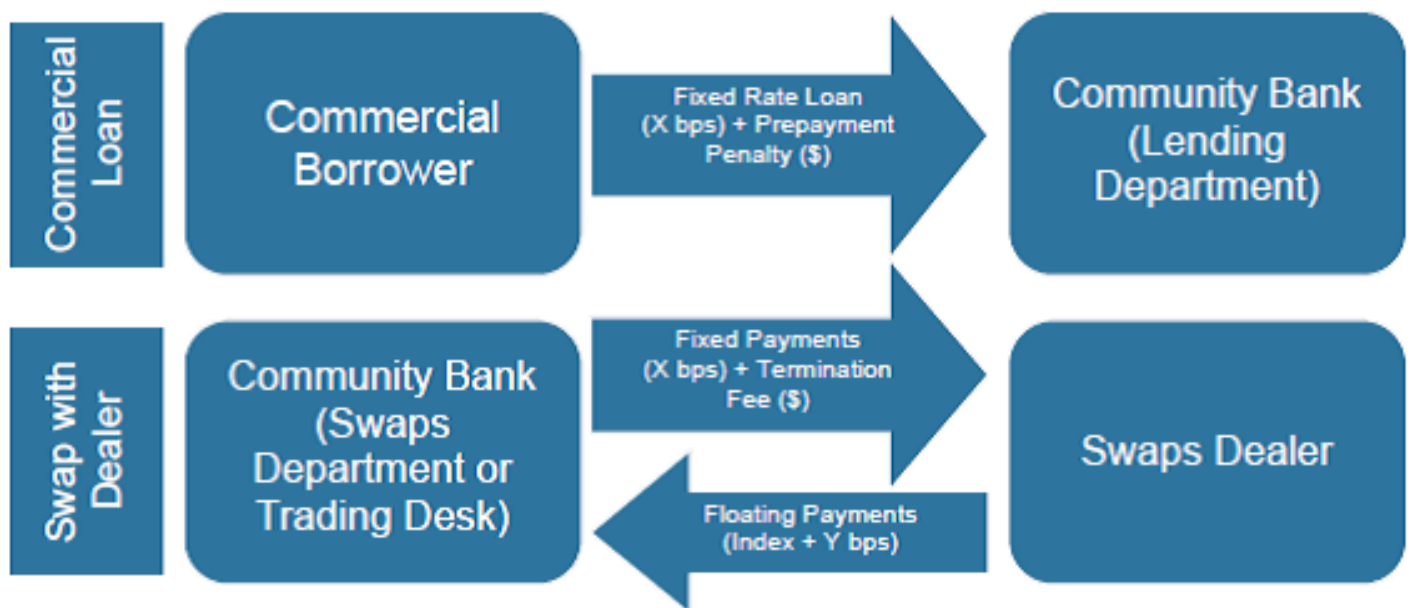 Commercial
Loan
Commercial
Borrower
Fixed Rate Loan
(X bps) + Prepayment
Penalty ($)
Community Bank
(Lending
Department)
Swap with
Dealer
Community Bank
(Swaps
Department or
Trading Desk)
Fixed Payments
(X bps) + Termination
Fee ($)
Floating Payments
(Index + Y bps)
Swaps Dealer